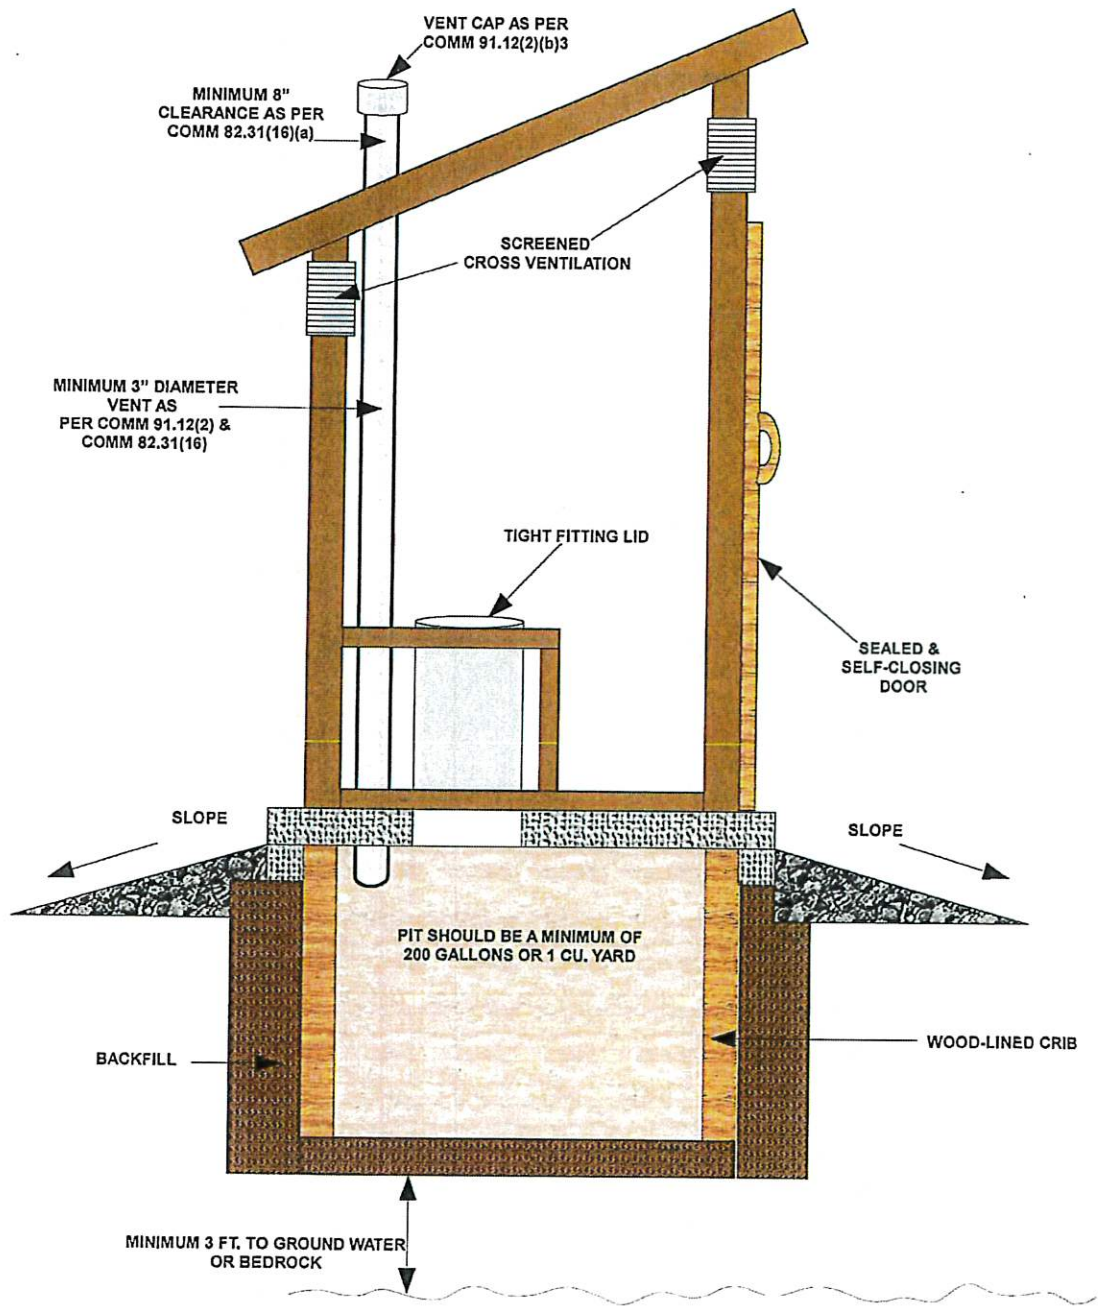 VENT CAP AS PER
COMM 91.12(2)(b)3
MINIMUM 8"
CLEARANCE AS PER
COMM 82.31(16)(a)
SCREENED
CROSS VENTILATION
MINIMUM 3" DIAMETER
VENT AS
PER COMM 91.12(2) &
COMM 82.31(16)
TIGHT FITTING LID
SEALED &
SELF-CLOSING
DOOR
SLOPE
SLOPE
PIT SHOULD BE A MINIMUM OF
200 GALLONS OR 1 CU. YARD
BACKFILL
WOOD-LINED CRIB
MINIMUM 3 FT. TO GROUND WATER
OR BEDROCK